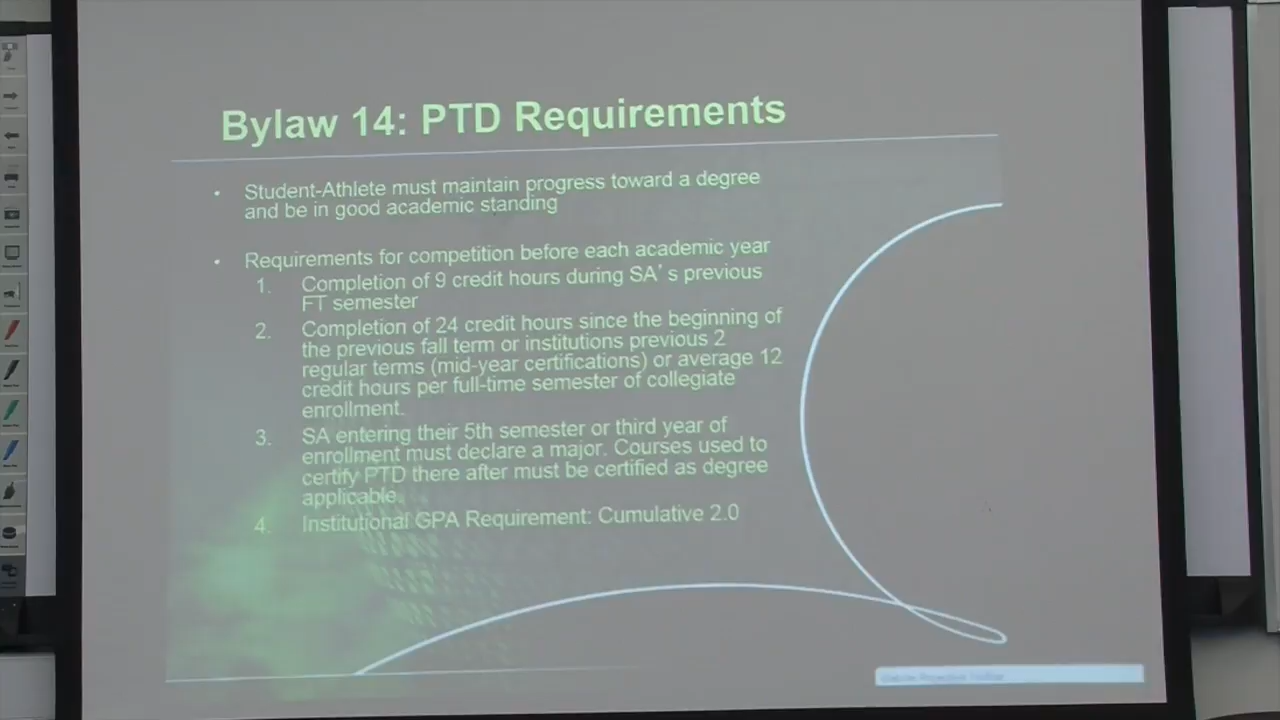 Bylaw 14: PTD Requirements
• Student-Athlete must maintain progress toward a degree
and be in good academic standing
• Requirements for competition before each academic year
1. Completion of 9 credit hours during SA's previous
FT semester
2. Completion of 24 credit hours since the beginning of
the previous fall term or institutions previous 2
regular terms (mid-year certifications) or average 12
credit hours per full-time semester of collegiate
enrollment.
3. SA entering their 5th semester or third year of
enrollment must declare a major. Courses used to
certify PTD there after must be certified as degree
applicable.
4. Institutional GPA Requirement: Cumulative 2.0